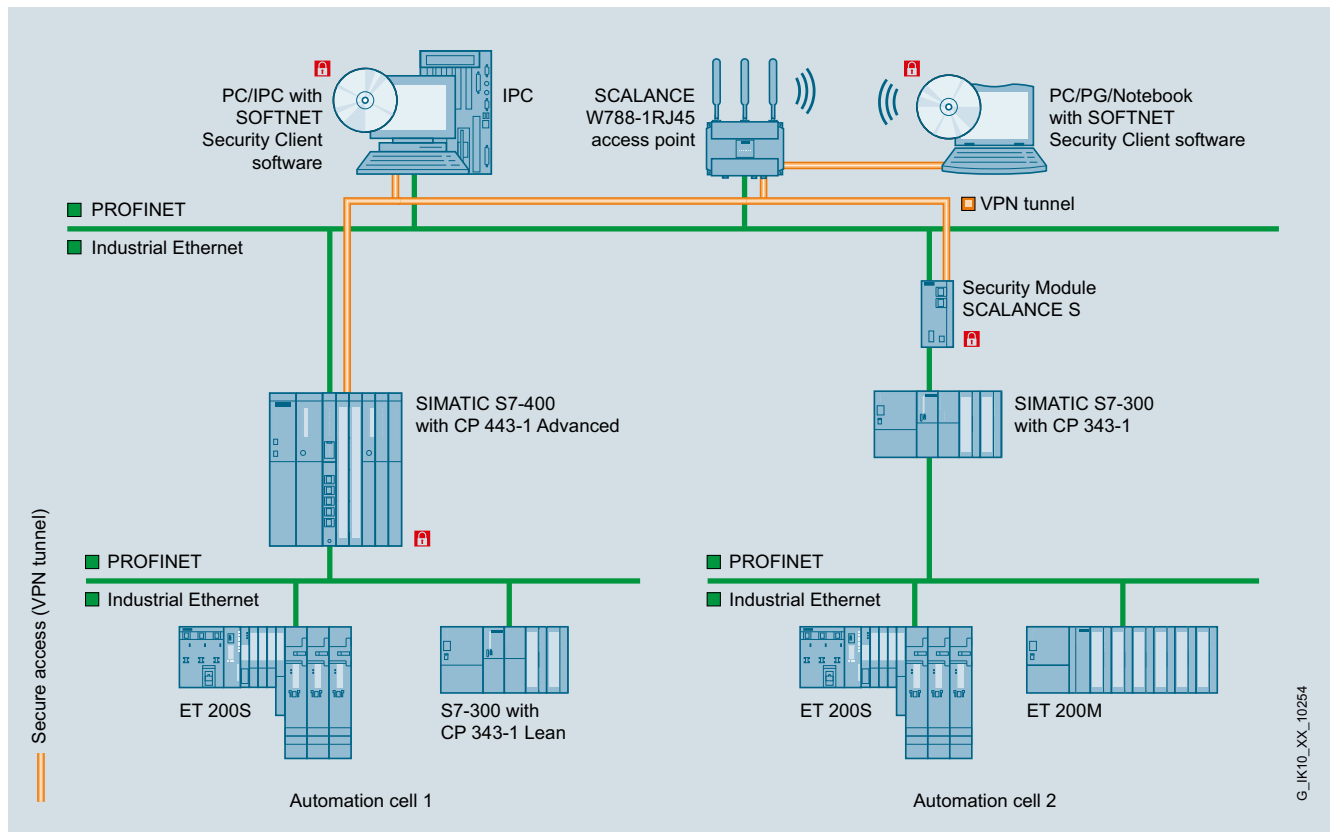 PC/IPC with
SOFTNET
Security Client
software
IPC
SCALANCE
W788-1RJ45
access point
PC/PG/Notebook
with SOFTNET
Security Client software
PROFINET
VPN tunnel
Industrial Ethernet
Security Module
SCALANCE S
SIMATIC S7-400
with CP 443-1 Advanced
SIMATIC S7-300
with CP 343-1
PROFINET
Industrial Ethernet
PROFINET
Industrial Ethernet
ET 200S
S7-300 with
CP 343-1 Lean
ET 200S
ET 200M
Automation cell 1
Automation cell 2
Secure access (VPN tunnel)
G_IK10_XX_10254